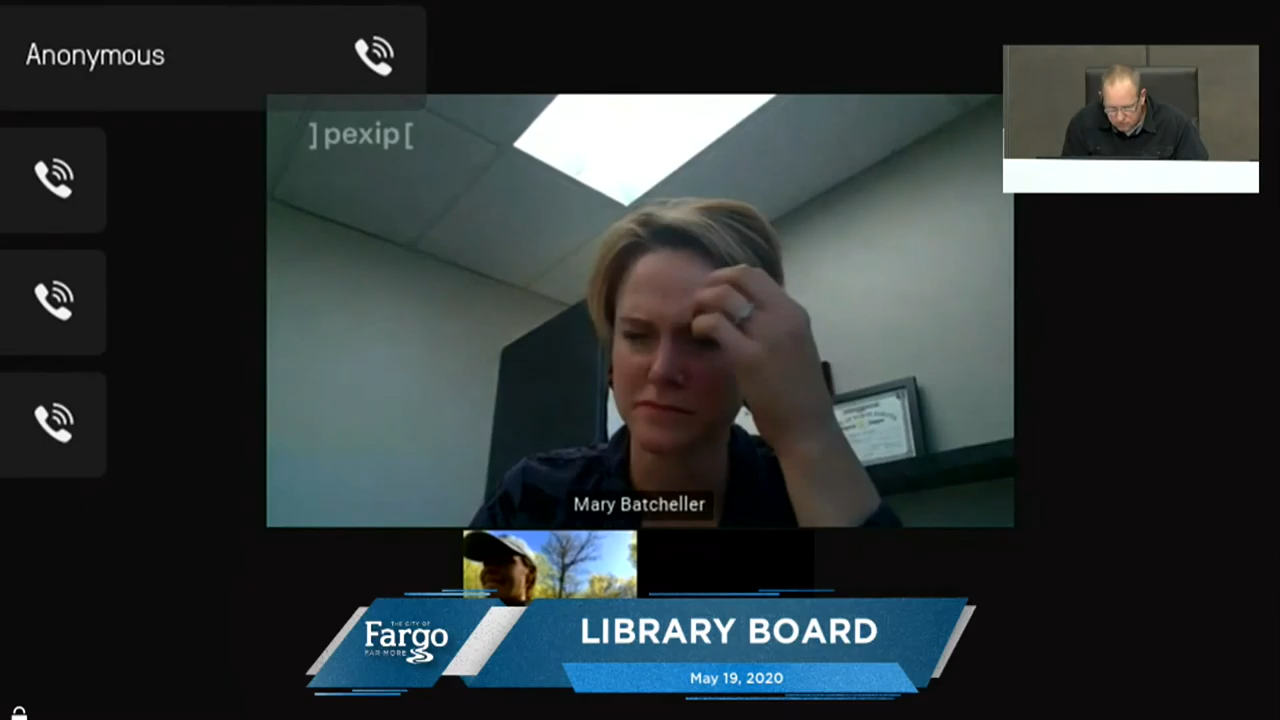 Anonymous
]pexip[
Mary Batcheller
THE CITY OF
Fargo
FAR MORE
LIBRARY BOARD
May 19, 2020